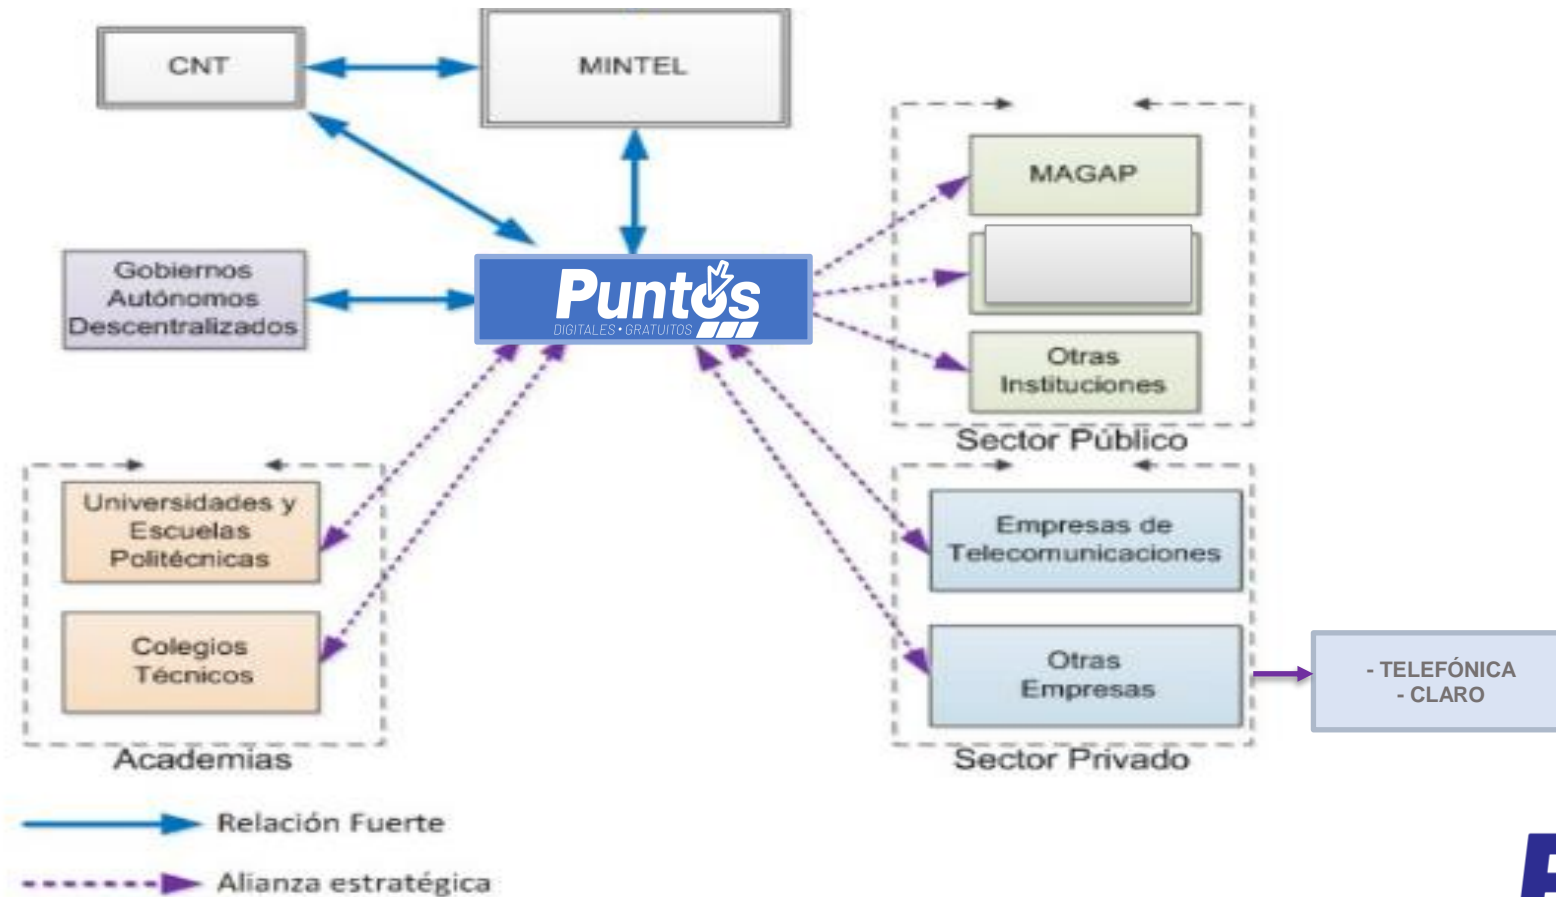 CNT
MINTEL
MAGAP
Gobiernos
Autónomos
Descentralizados
Puntos
DIGITALES • GRATUITOS
Otras
Instituciones
Sector Público
Universidades y
Escuelas
Politécnicas
Colegios
Técnicos
Academias
Empresas de
Telecomunicaciones
Otras
Empresas
Sector Privado
- TELEFÓNICA
- CLARO
Relación Fuerte
Alianza estratégica